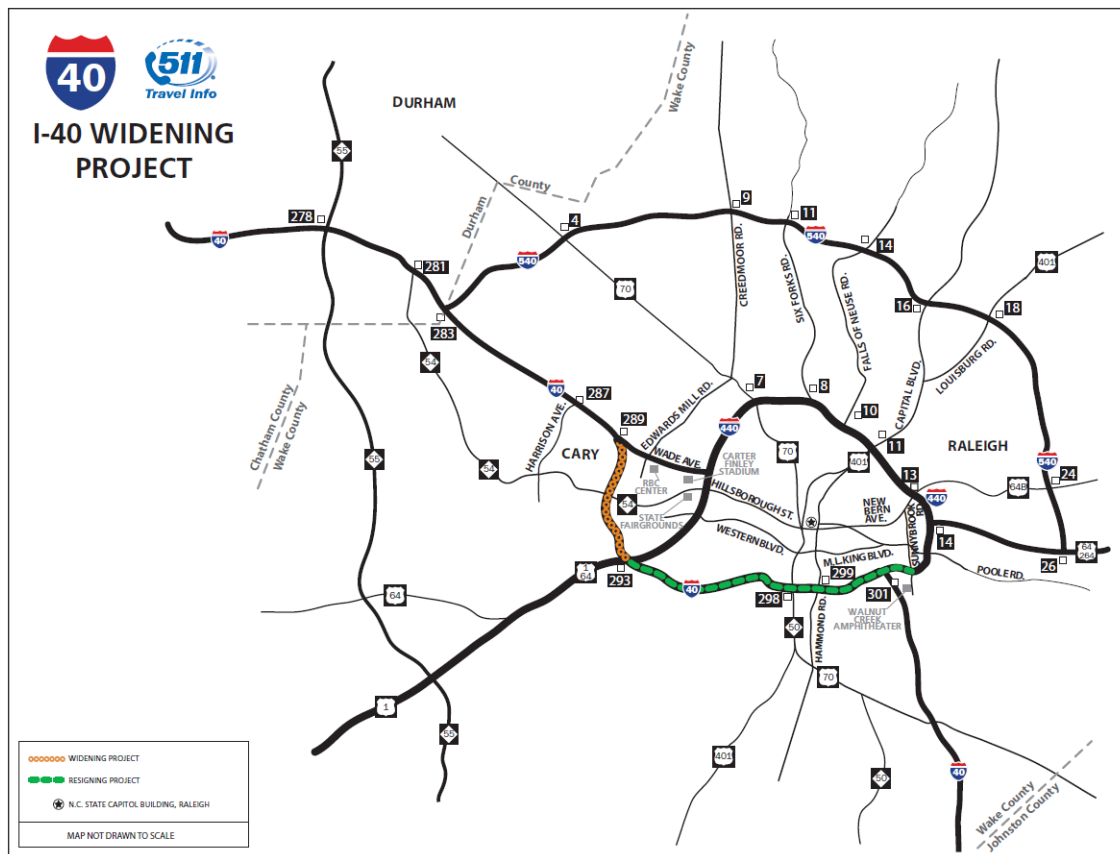 40
511
Travel Info
I-40 WIDENING
PROJECT
DURHAM
Wake County
County
Durham
55
278
40
281
283
4
540
9
11
540
14
401
16
18
70
CREEDMOOR RD.
SIX FORKS RD.
FALLS OF NEUSE RD.
CAPITAL BLVD.
LOUISBURG RD.
54
Chatham County
Wake County
40
287
289
HARRISON AVE.
CARY
EDWARDS MILL RD.
WADE AVE.
7
8
440
10
11
RALEIGH
540
24
55
54
RBC
CENTER
CARTER
FINLEY
STADIUM
STATE
FAIRGROUNDS
54
HILLSBOROUGH ST.
70
401
13
440
64B
NEW
BERN
AVE.
SUNNYBROOK
RD.
14
64
264
26
WESTERN BLVD.
M.L.KING BLVD.
POOLE RD.
1
64
293
40
298
299
301
WALNUT
CREEK
AMPHITHEATER
64
50
HAMMOND RD.
70
1
55
401
50
40
Wake County
Johnston County
WIDENING PROJECT
RESIGNING PROJECT
N.C. STATE CAPITOL BUILDING, RALEIGH
MAP NOT DRAWN TO SCALE